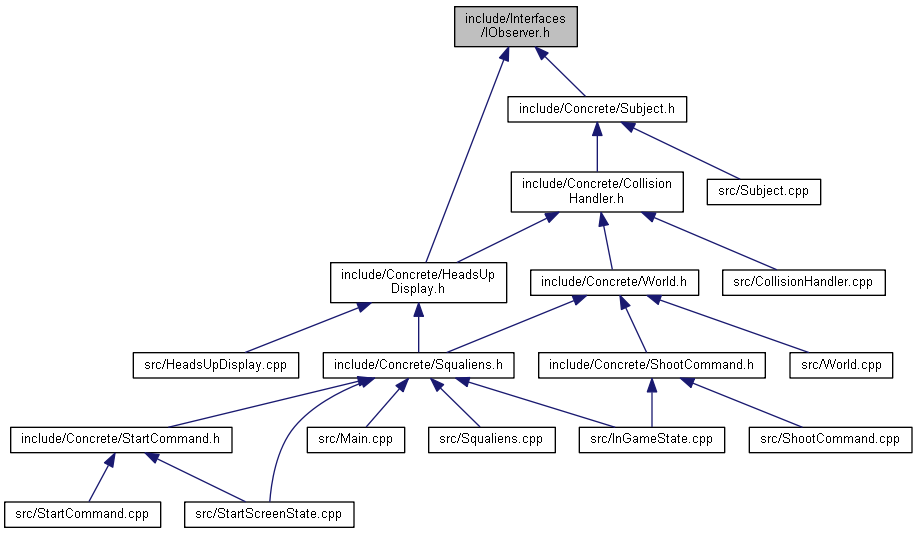 include/Interfaces
/IObserver.h
include/Concrete/Subject.h
include/Concrete/Collision
Handler.h
src/Subject.cpp
include/Concrete/HeadsUp
Display.h
include/Concrete/World.h
src/CollisionHandler.cpp
src/HeadsUpDisplay.cpp
include/Concrete/Squaliens.h
include/Concrete/ShootCommand.h
src/World.cpp
include/Concrete/StartCommand.h
src/Main.cpp
src/Squaliens.cpp
src/InGameState.cpp
src/ShootCommand.cpp
src/StartCommand.cpp
src/StartScreenState.cpp